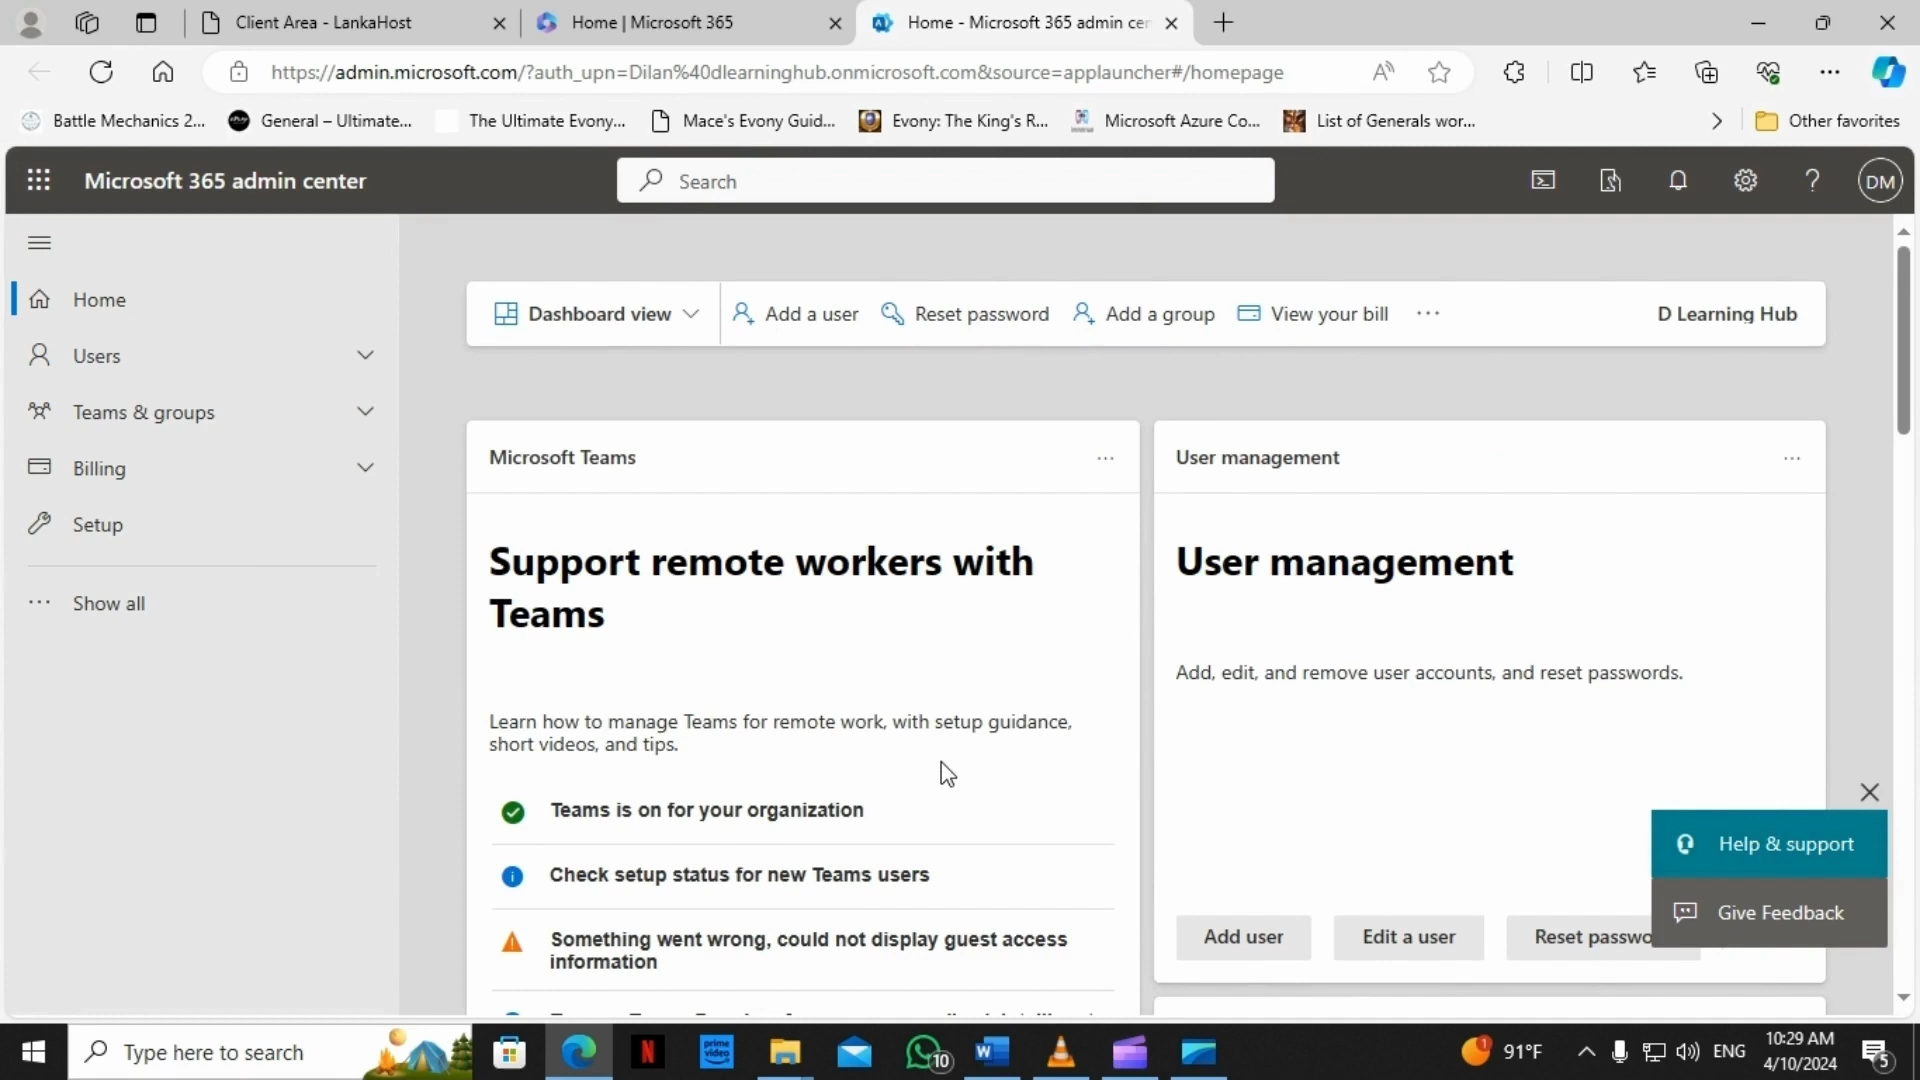 Client Area - LankaHost
Home | Microsoft 365
Home - Microsoft 365 admin cen
https://admin.microsoft.com/?auth_upn=Dilan%40dlearninghub.onmicrosoft.com&source=applauncher#/homepage
Battle Mechanics 2...
General – Ultimate...
The Ultimate Evony...
Mace's Evony Guid...
Evony: The King's R...
Microsoft Azure Co...
List of Generals wor...
Other favorites
Microsoft 365 admin center
Search
DM
Home
Users
Teams & groups
Billing
Setup
Show all
Dashboard view
Add a user
Reset password
Add a group
View your bill
D Learning Hub
Microsoft Teams
Support remote workers with
Teams
Learn how to manage Teams for remote work, with setup guidance,
short videos, and tips.
Teams is on for your organization
Check setup status for new Teams users
Something went wrong, could not display guest access
information
User management
User management
Add, edit, and remove user accounts, and reset passwords.
Add user
Edit a user
Reset passwo
Help & support
Give Feedback
Type here to search
prime video
10
1
91°F
ENG
10:29 AM
4/10/2024
5